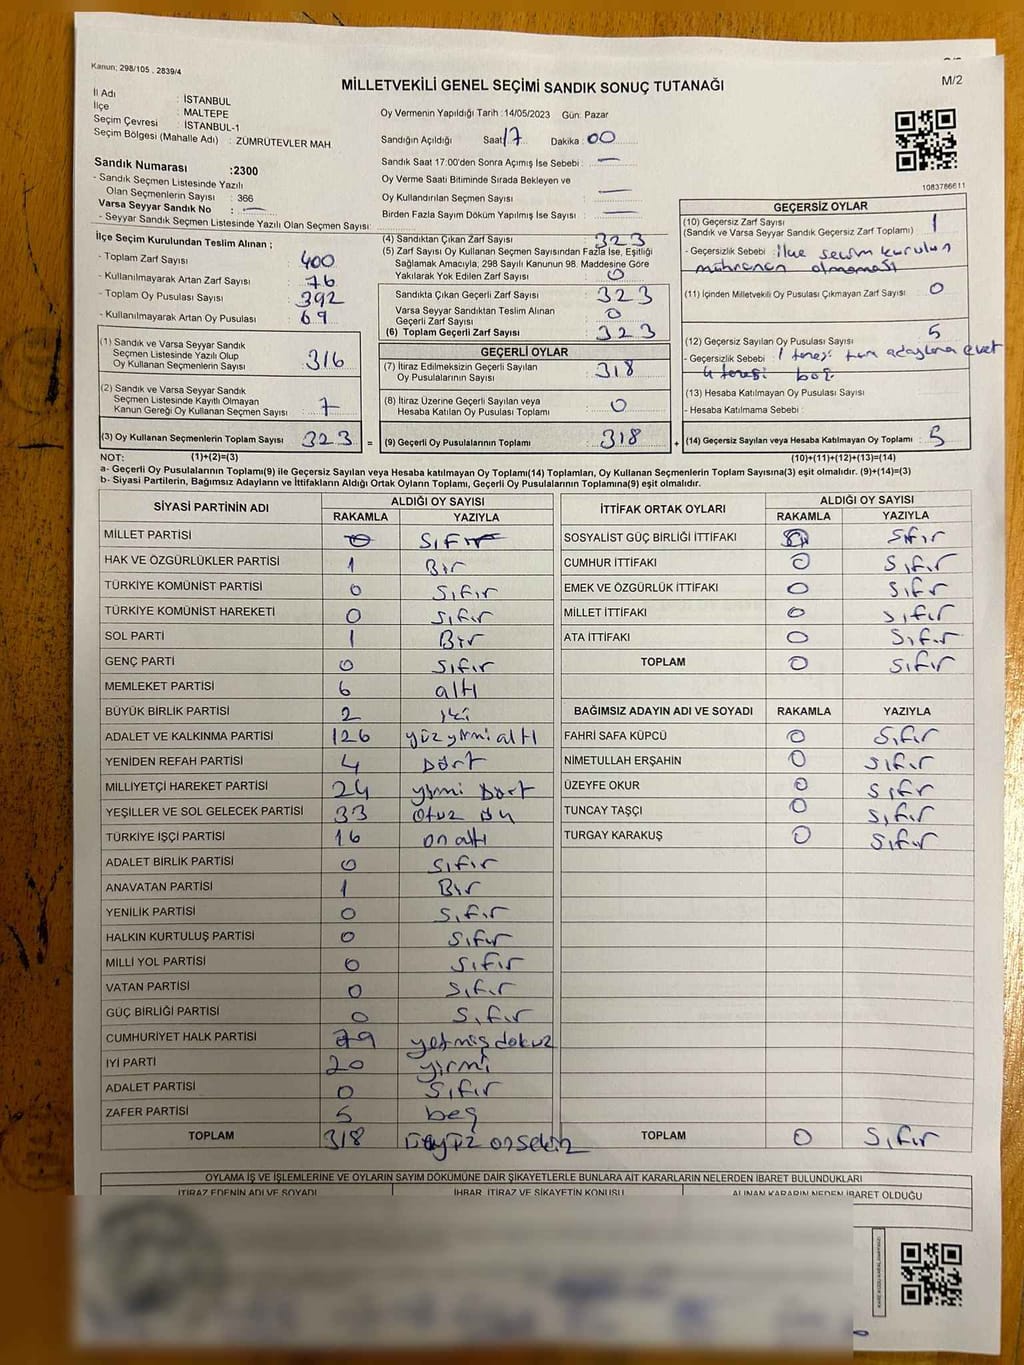 Kanun; 298/105 , 2839/4
MİLLETVEKİLİ GENEL SEÇİMİ SANDIK SONUÇ TUTANAĞI
M/2
İl Adı : İSTANBUL
İlçe : MALTEPE
Seçim Çevresi : İSTANBUL-1
Seçim Bölgesi (Mahalle Adı) : ZÜMRÜTEVLER MAH.
Oy Vermenin Yapıldığı Tarih :14/05/2023 Gün: Pazar
Sandığın Açıldığı Saat: 17 Dakika : 00
Sandık Saat 17:00'den Sonra Açımış İse Sebebi : —
Oy Verme Saati Bitiminde Sırada Bekleyen ve
Oy Kullandırılan Seçmen Sayısı : —
Birden Fazla Sayım Döküm Yapılmış İse Sayısı : —
1083786611
Sandık Numarası :2300
- Sandık Seçmen Listesinde Yazılı
Olan Seçmenlerin Sayısı : 366
Varsa Seyyar Sandık No : —
- Seyyar Sandık Seçmen Listesinde Yazılı Olan Seçmen Sayısı:
İlçe Seçim Kurulundan Teslim Alınan ;
- Toplam Zarf Sayısı 400
- Kullanılmayarak Artan Zarf Sayısı : 76
- Toplam Oy Pusulası Sayısı : 392
- Kullanılmayarak Artan Oy Pusulası : 69
(1) Sandık ve Varsa Seyyar Sandık
Seçmen Listesinde Yazılı Olup
Oy Kullanan Seçmenlerin Sayısı : 316
(2) Sandık ve Varsa Seyyar Sandık
Seçmen Listesinde Kayıtlı Olmayan
Kanun Gereği Oy Kullanan Seçmen Sayısı : 7
(3) Oy Kullanan Seçmenlerin Toplam Sayısı 323 =
(4) Sandıktan Çıkan Zarf Sayısı : 323
(5) Zarf Sayısı Oy Kullanan Seçmen Sayısından Fazla İse, Eşitliği
Sağlamak Amacıyla, 298 Sayılı Kanunun 98. Maddesine Göre
Yakılarak Yok Edilen Zarf Sayısı : 0
Sandıkta Çıkan Geçerli Zarf Sayısı : 323
Varsa Seyyar Sandıktan Teslim Alınan
Geçerli Zarf Sayısı : 0
(6) Toplam Geçerli Zarf Sayısı : 323
GEÇERLİ OYLAR
(7) İtiraz Edilmeksizin Geçerli Sayılan
Oy Pusulalarının Sayısı : 318
(8) İtiraz Üzerine Geçerli Sayılan veya
Hesaba Katılan Oy Pusulası Toplamı : 0
(9) Geçerli Oy Pusulalarının Toplamı : 318 +
GEÇERSİZ OYLAR
(10) Geçersiz Zarf Sayısı : 1
(Sandık ve Varsa Seyyar Sandık Geçersiz Zarf Toplamı)
- Geçersizlik Sebebi : ilçe seçim kurulun
mührünün olmaması
(11) İçinden Milletvekili Oy Pusulası Çıkmayan Zarf Sayısı : 0
(12) Geçersiz Sayılan Oy Pusulası Sayısı : 5
- Geçersizlik Sebebi : 1 tanesi tüm adaylara evet
4 tanesi boş
(13) Hesaba Katılmayan Oy Pusulası Sayısı :
- Hesaba Katılmama Sebebi :
(14) Geçersiz Sayılan veya Hesaba Katılmayan Oy Toplamı : 5
NOT: (1)+(2)=(3)
(10)+(11)+(12)+(13)=(14)
a- Geçerli Oy Pusulalarının Toplamı(9) ile Geçersiz Sayılan veya Hesaba katılmayan Oy Toplamı(14) Toplamları, Oy Kullanan Seçmenlerin Toplam Sayısına(3) eşit olmalıdır. (9)+(14)=(3)
b- Siyasi Partilerin, Bağımsız Adayların ve İttifakların Aldığı Ortak Oyların Toplamı, Geçerli Oy Pusulalarının Toplamına(9) eşit olmalıdır.
SİYASİ PARTİNİN ADI ALDIĞI OY SAYISI
RAKAMLA YAZIYLA
MİLLET PARTİSİ 0 Sıfır
HAK VE ÖZGÜRLÜKLER PARTİSİ 1 Bir
TÜRKİYE KOMÜNİST PARTİSİ 0 Sıfır
TÜRKİYE KOMÜNİST HAREKETİ 0 Sıfır
SOL PARTİ 1 Bir
GENÇ PARTİ 0 Sıfır
MEMLEKET PARTİSİ 6 altı
BÜYÜK BİRLİK PARTİSİ 2 iki
ADALET VE KALKINMA PARTİSİ 126 yüz yirmi altı
YENİDEN REFAH PARTİSİ 4 Dört
MİLLİYETÇİ HAREKET PARTİSİ 24 yirmi Dört
YEŞİLLER VE SOL GELECEK PARTİSİ 33 Otuz
TÜRKİYE İŞÇİ PARTİSİ 16 on altı
ADALET BİRLİK PARTİSİ 0 Sıfır
ANAVATAN PARTİSİ 1 Bir
YENİLİK PARTİSİ 0 Sıfır
HALKIN KURTULUŞ PARTİSİ 0 Sıfır
MİLLİ YOL PARTİSİ 0 Sıfır
VATAN PARTİSİ 0 Sıfır
GÜÇ BİRLİĞİ PARTİSİ 0 Sıfır
CUMHURİYET HALK PARTİSİ 79 yetmiş dokuz
İYİ PARTİ 20 yirmi
ADALET PARTİSİ 0 Sıfır
ZAFER PARTİSİ 5 beş
TOPLAM 318 üçyüz onsekiz
İTTİFAK ORTAK OYLARI ALDIĞI OY SAYISI
RAKAMLA YAZIYLA
SOSYALİST GÜÇ BİRLİĞİ İTTİFAKI 0 Sıfır
CUMHUR İTTİFAKI 0 Sıfır
EMEK VE ÖZGÜRLÜK İTTİFAKI 0 Sıfır
MİLLET İTTİFAKI 0 Sıfır
ATA İTTİFAKI 0 Sıfır
TOPLAM 0 Sıfır
BAĞIMSIZ ADAYIN ADI VE SOYADI RAKAMLA YAZIYLA
FAHRİ SAFA KÜPCÜ 0 Sıfır
NİMETULLAH ERŞAHİN 0 Sıfır
ÜZEYFE OKUR 0 Sıfır
TUNCAY TAŞÇI 0 Sıfır
TURGAY KARAKUŞ 0 Sıfır
TOPLAM 0 Sıfır
OYLAMA İŞ VE İŞLEMLERİNE VE OYLARIN SAYIM DÖKÜMÜNE DAİR ŞİKAYETLERLE BUNLARA AİT KARARLARIN NELERDEN İBARET BULUNDUKLARI
İTİRAZ EDENİN ADI VE SOYADI İHBAR, İTİRAZ VE ŞİKAYETİN KONUSU ALINAN KARARIN NEDEN İBARET OLDUĞU